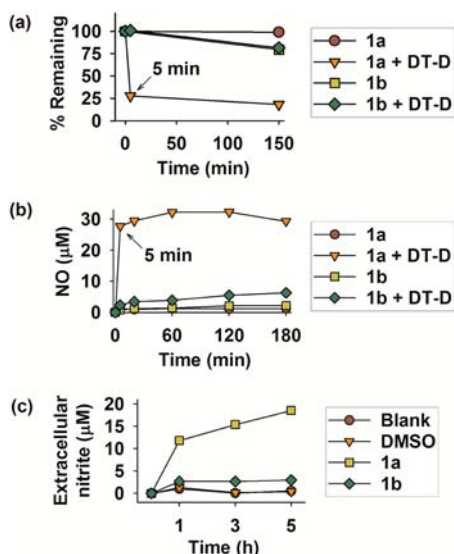 (a)
% Remaining
100
75
50
25
0
5 min
0
50
100
150
Time (min)
1a
1a + DT-D
1b
1b + DT-D
(b)
NO (μM)
30
20
10
0
5 min
0
60
120
180
Time (min)
1a
1a + DT-D
1b
1b + DT-D
(c)
Extracellular
nitrite (μM)
20
15
10
5
0
1
3
5
Time (h)
Blank
DMSO
1a
1b